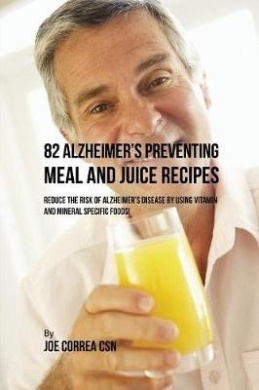 82 ALZHEIMER'S PREVENTING
MEAL AND JUICE RECIPES
REDUCE THE RISK OF ALZHEIMER'S DISEASE BY USING VITAMIN
AND MINERAL SPECIFIC FOODS!
By
JOE CORREA CSN